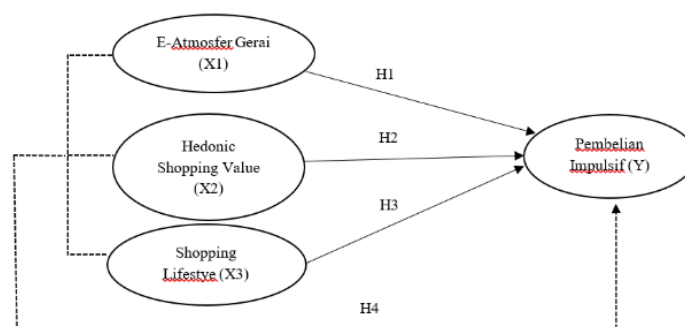 E-Atmosfer Gerai
(X1)
H1
Hedonic
Shopping Value
(X2)
H2
Pembelian
Impulsif (Y)
H3
Shopping
Lifestye (X3)
H4